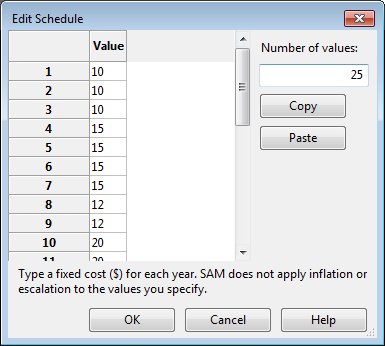 Edit Schedule
Value
Number of values:
1 10
2 10
3 10
4 15
5 15
6 15
7 15
8 12
9 12
10 20
11 20
25
Copy
Paste
Type a fixed cost ($) for each year. SAM does not apply inflation or
escalation to the values you specify.
OK Cancel Help